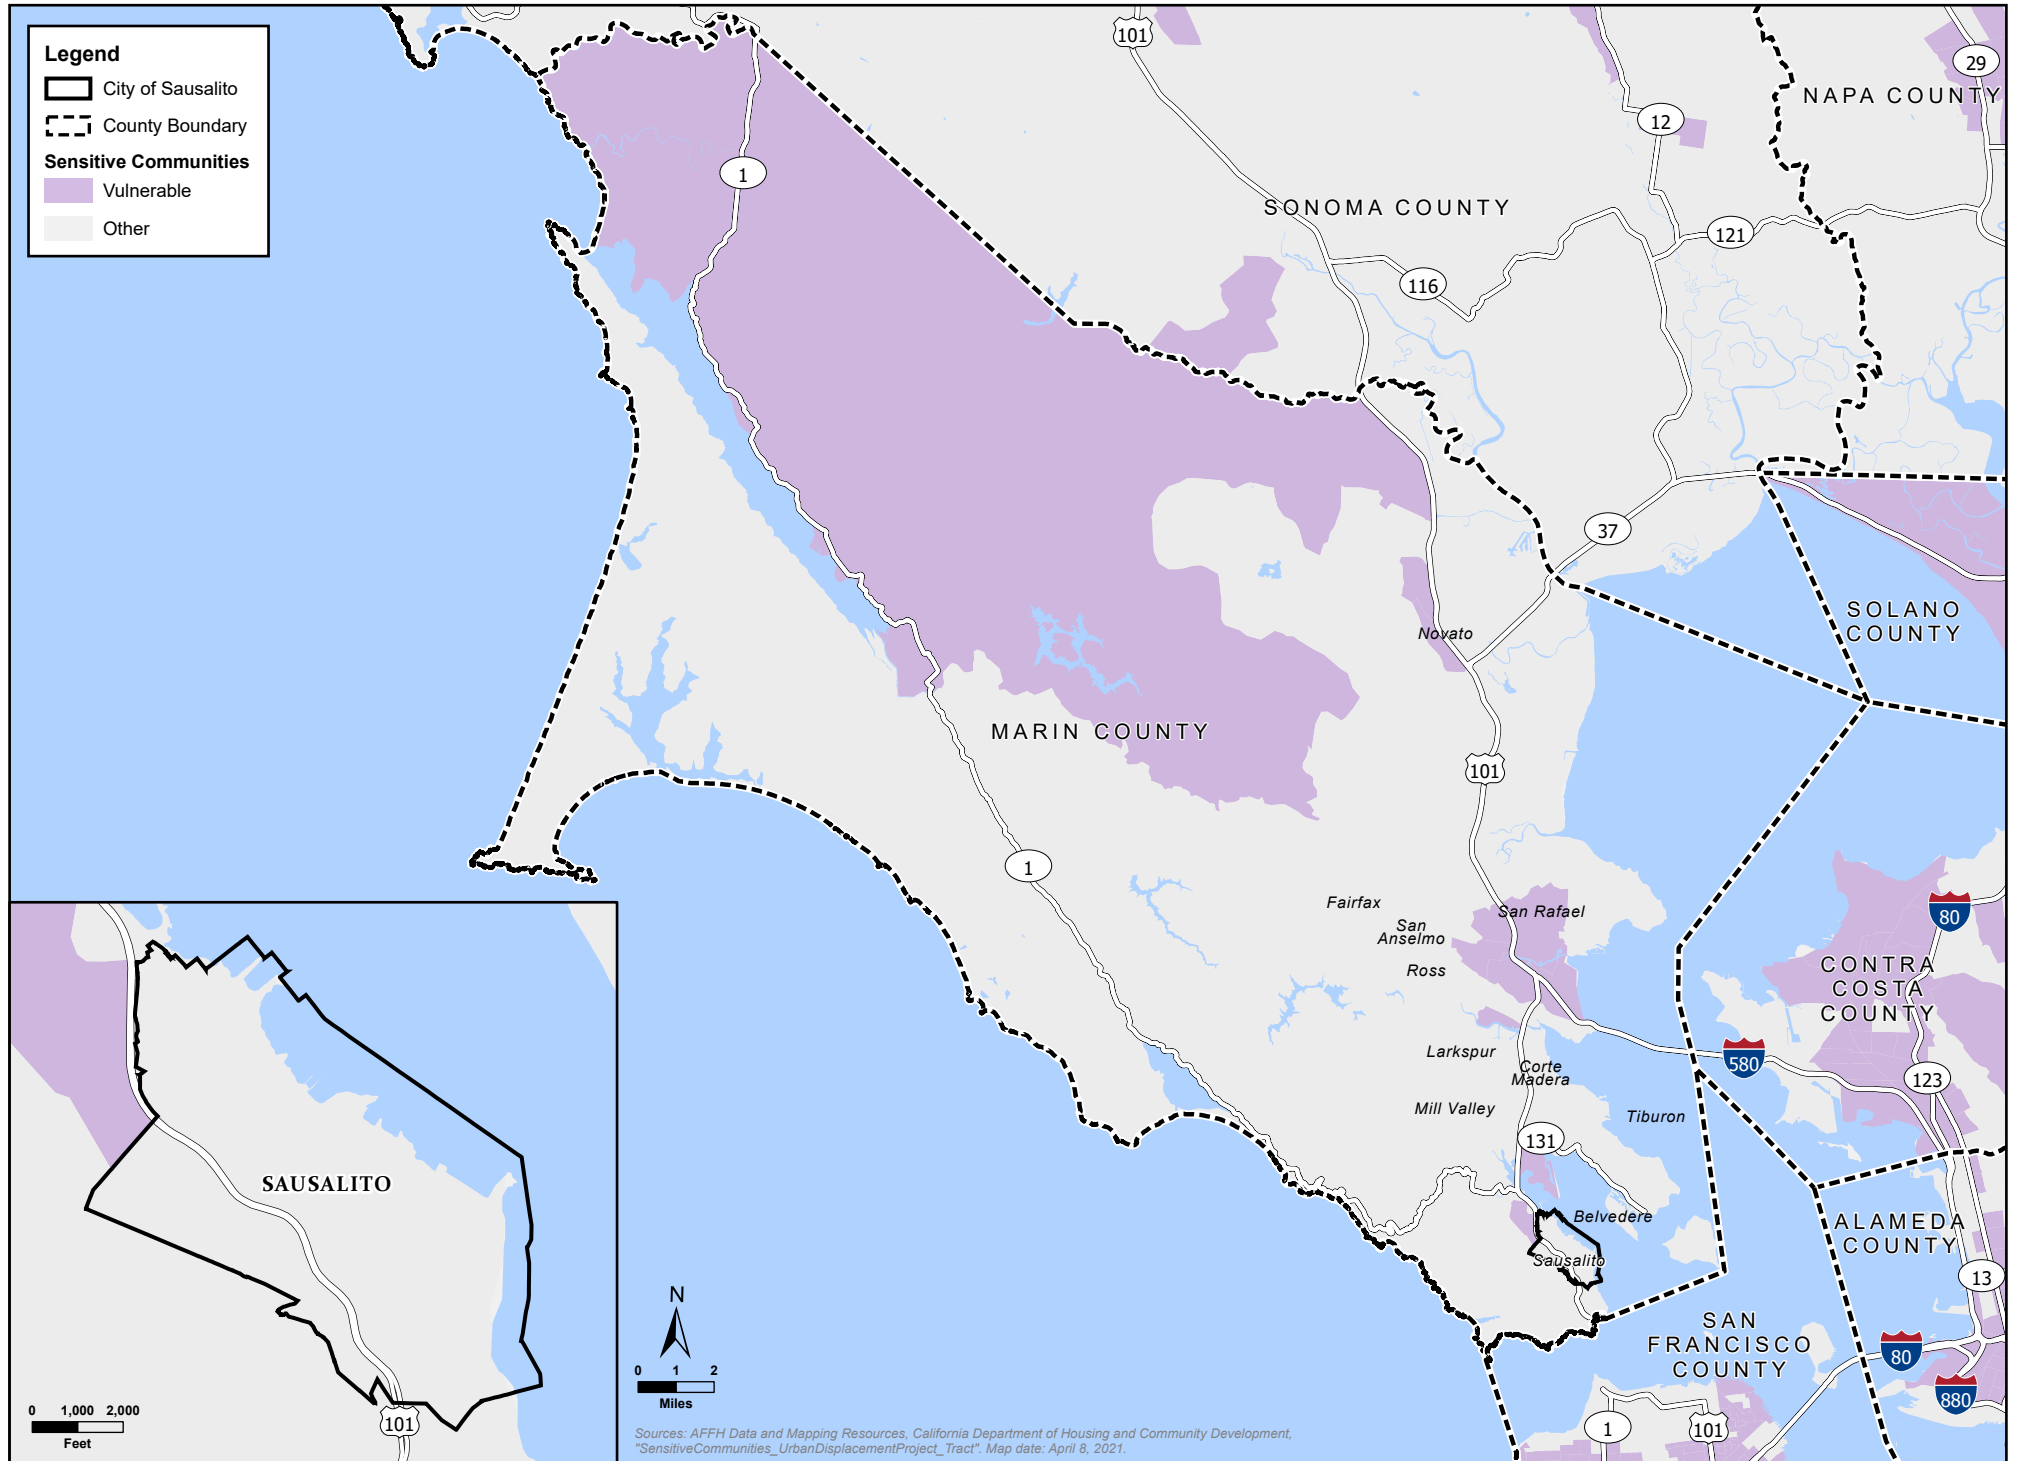 Legend
City of Sausalito
County Boundary
Sensitive Communities
Vulnerable
Other
101
29
NAPA COUNTY
12
1
SONOMA COUNTY
121
116
37
SOLANO
COUNTY
Novato
MARIN COUNTY
101
1
Fairfax
San Rafael
San
Anselmo
Ross
80
CONTRA
COSTA
COUNTY
580
Larkspur
Corte
Madera
123
Mill Valley
Tiburon
131
Belvedere
ALAMEDA
COUNTY
Sausalito
13
SAN
FRANCISCO
COUNTY
80
880
1
101
SAUSALITO
101
0 1,000 2,000
Feet
N
0 1 2
Miles
Sources: AFFH Data and Mapping Resources, California Department of Housing and Community Development,
"SensitiveCommunities_UrbanDisplacementProject_Tract". Map date: April 8, 2021.